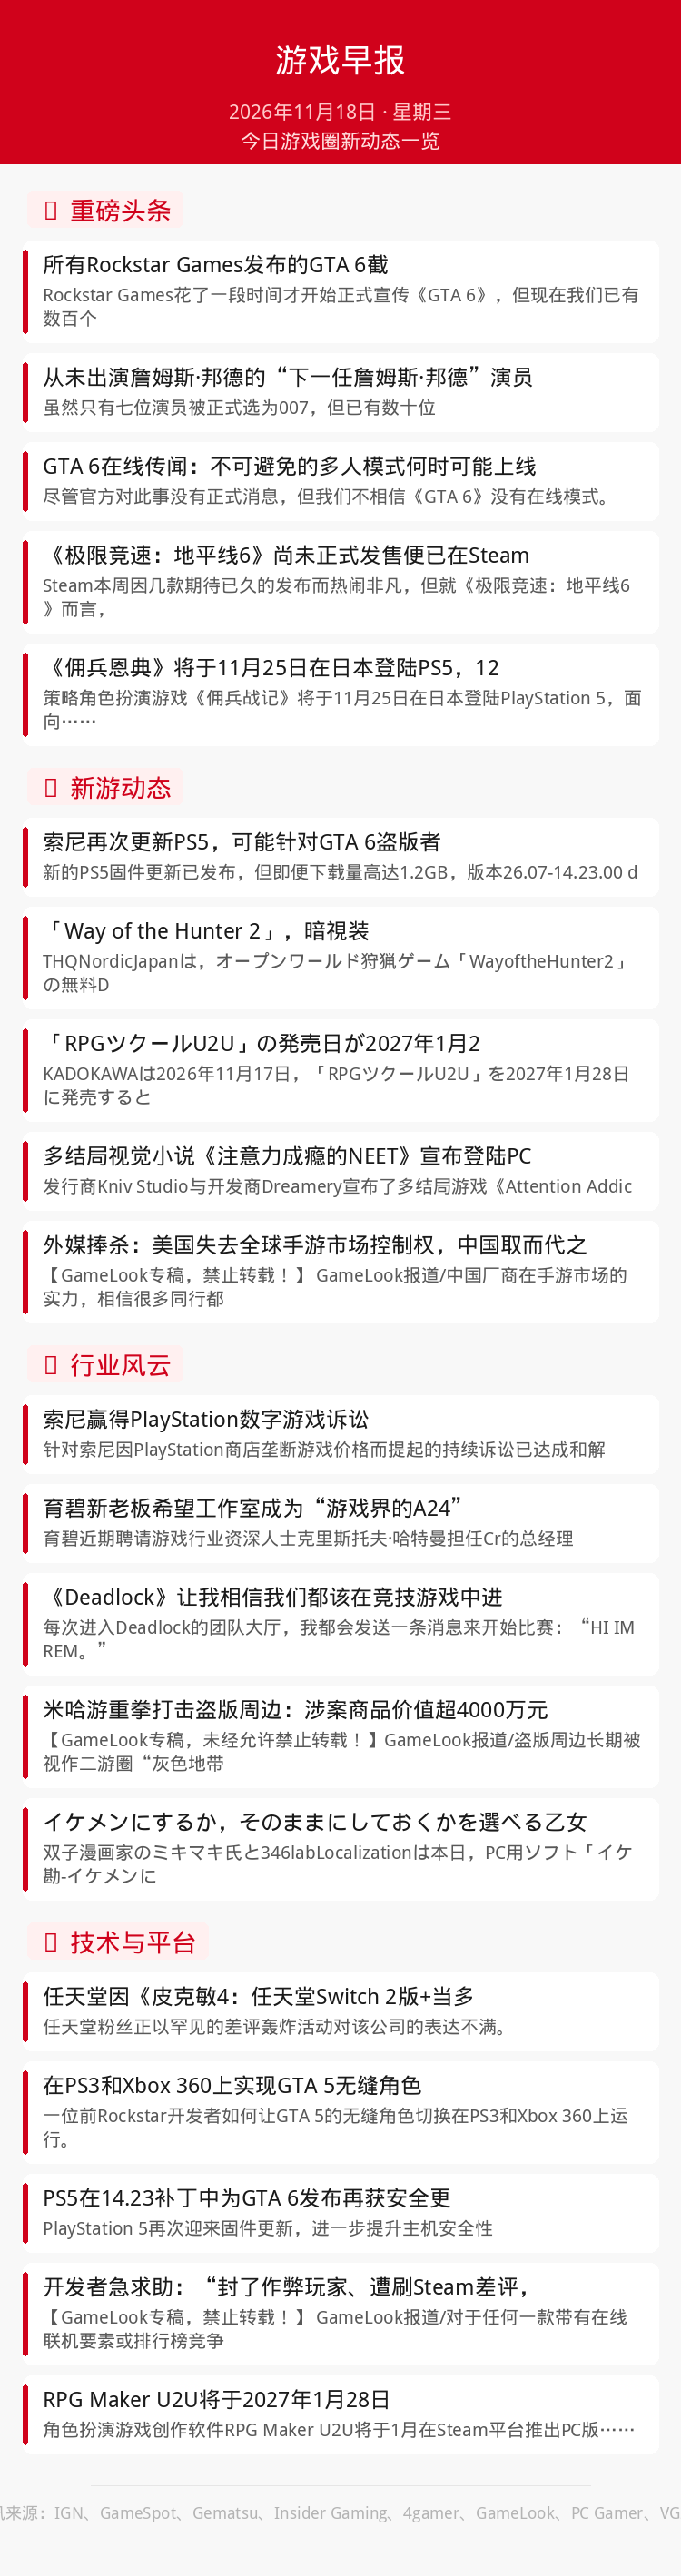 游戏早报
2026年11月18日 · 星期三
今日游戏圈新动态一览
重磅头条
所有Rockstar Games发布的GTA 6截
Rockstar Games花了一段时间才开始正式宣传《GTA 6》，但现在我们已有
数百个
从未出演詹姆斯·邦德的“下一任詹姆斯·邦德”演员
虽然只有七位演员被正式选为007，但已有数十位
GTA 6在线传闻：不可避免的多人模式何时可能上线
尽管官方对此事没有正式消息，但我们不相信《GTA 6》没有在线模式。
《极限竞速：地平线6》尚未正式发售便已在Steam
Steam本周因几款期待已久的发布而热闹非凡，但就《极限竞速：地平线6
》而言，
《佣兵恩典》将于11月25日在日本登陆PS5，12
策略角色扮演游戏《佣兵战记》将于11月25日在日本登陆PlayStation 5，面
向……
新游动态
索尼再次更新PS5，可能针对GTA 6盗版者
新的PS5固件更新已发布，但即便下载量高达1.2GB，版本26.07-14.23.00 d
「Way of the Hunter 2」，暗視装
THQNordicJapanは，オープンワールド狩猟ゲーム「WayoftheHunter2」
の無料D
「RPGツクールU2U」の発売日が2027年1月2
KADOKAWAは2026年11月17日，「RPGツクールU2U」を2027年1月28日
に発売すると
多结局视觉小说《注意力成瘾的NEET》宣布登陆PC
发行商Kniv Studio与开发商Dreamery宣布了多结局游戏《Attention Addic
外媒捧杀：美国失去全球手游市场控制权，中国取而代之
【GameLook专稿，禁止转载！】GameLook报道/中国厂商在手游市场的
实力，相信很多同行都
行业风云
索尼赢得PlayStation数字游戏诉讼
针对索尼因PlayStation商店垄断游戏价格而提起的持续诉讼已达成和解
育碧新老板希望工作室成为“游戏界的A24”
育碧近期聘请游戏行业资深人士克里斯托夫·哈特曼担任Cr的总经理
《Deadlock》让我相信我们都该在竞技游戏中进
每次进入Deadlock的团队大厅，我都会发送一条消息来开始比赛：“HI IM
REM。”
米哈游重拳打击盗版周边：涉案商品价值超4000万元
【GameLook专稿，未经允许禁止转载！】GameLook报道/盗版周边长期被
视作二游圈“灰色地带
イケメンにするか，そのままにしておくかを選べる乙女
双子漫画家のミキマキ氏と346labLocalizationは本日，PC用ソフト「イケ
勘-イケメンに
技术与平台
任天堂因《皮克敏4：任天堂Switch 2版+当多
任天堂粉丝正以罕见的差评轰炸活动对该公司的表达不满。
在PS3和Xbox 360上实现GTA 5无缝角色
一位前Rockstar开发者如何让GTA 5的无缝角色切换在PS3和Xbox 360上运
行。
PS5在14.23补丁中为GTA 6发布再获安全更
PlayStation 5再次迎来固件更新，进一步提升主机安全性
开发者急求助：“封了作弊玩家、遭刷Steam差评，
【GameLook专稿，禁止转载！】GameLook报道/对于任何一款带有在线
联机要素或排行榜竞争
RPG Maker U2U将于2027年1月28日
角色扮演游戏创作软件RPG Maker U2U将于1月在Steam平台推出PC版……
来源：IGN、GameSpot、Gematsu、Insider Gaming、4gamer、GameLook、PC Gamer、VG